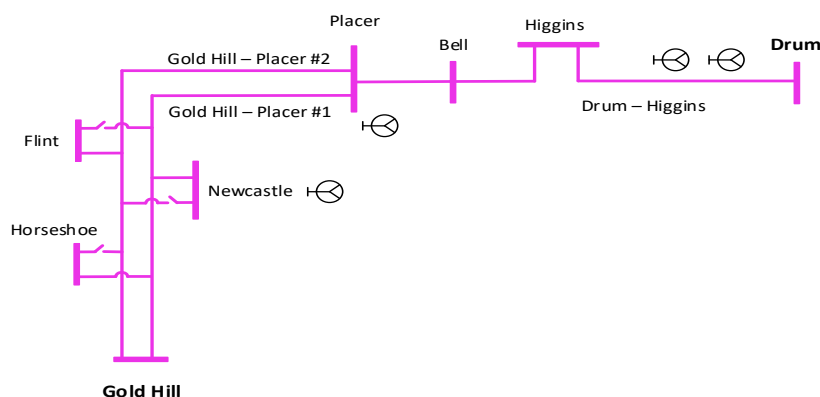 Placer
Higgins
Bell
Drum
Gold Hill – Placer #2
Gold Hill – Placer #1
Drum – Higgins
Flint
Newcastle
Horseshoe
Gold Hill